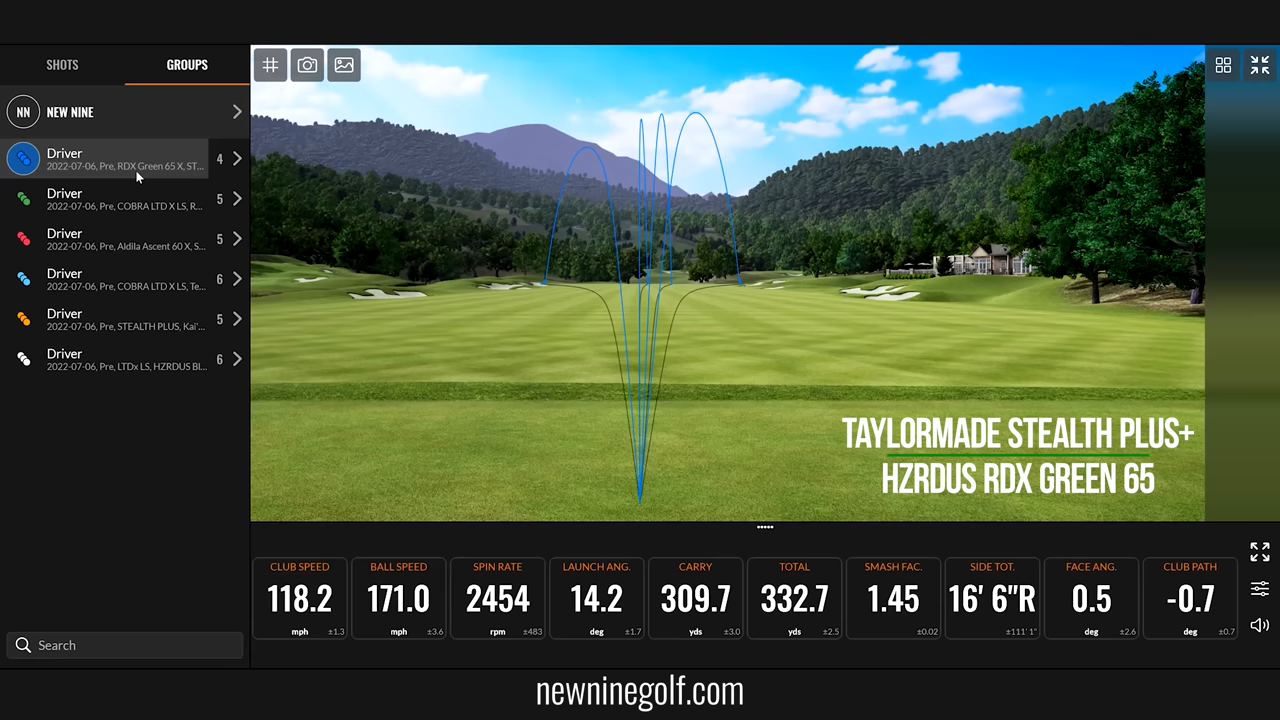 SHOTS
GROUPS
NN NEW NINE
Driver
2022-07-06, Pre, RDX Green 65 X, ST...
4
Driver
2022-07-06, Pre, COBRA LTD X LS, R...
5
Driver
2022-07-06, Pre, Aldila Ascent 60 X, S...
5
Driver
2022-07-06, Pre, COBRA LTD X LS, Te...
6
Driver
2022-07-06, Pre, STEALTH PLUS, Kai'...
5
Driver
2022-07-06, Pre, LTDx LS, HZRDUS Bl...
6
Search
TAYLORMADE STEALTH PLUS+
HZRDUS RDX GREEN 65
CLUB SPEED
118.2
mph ±1.3
BALL SPEED
171.0
mph ±3.6
SPIN RATE
2454
rpm ±483
LAUNCH ANG.
14.2
deg ±1.7
CARRY
309.7
yds ±3.0
TOTAL
332.7
yds ±2.5
SMASH FAC.
1.45
±0.02
SIDE TOT.
16' 6"R
±111' 1"
FACE ANG.
0.5
deg ±2.6
CLUB PATH
-0.7
deg ±0.7
newninegolf.com